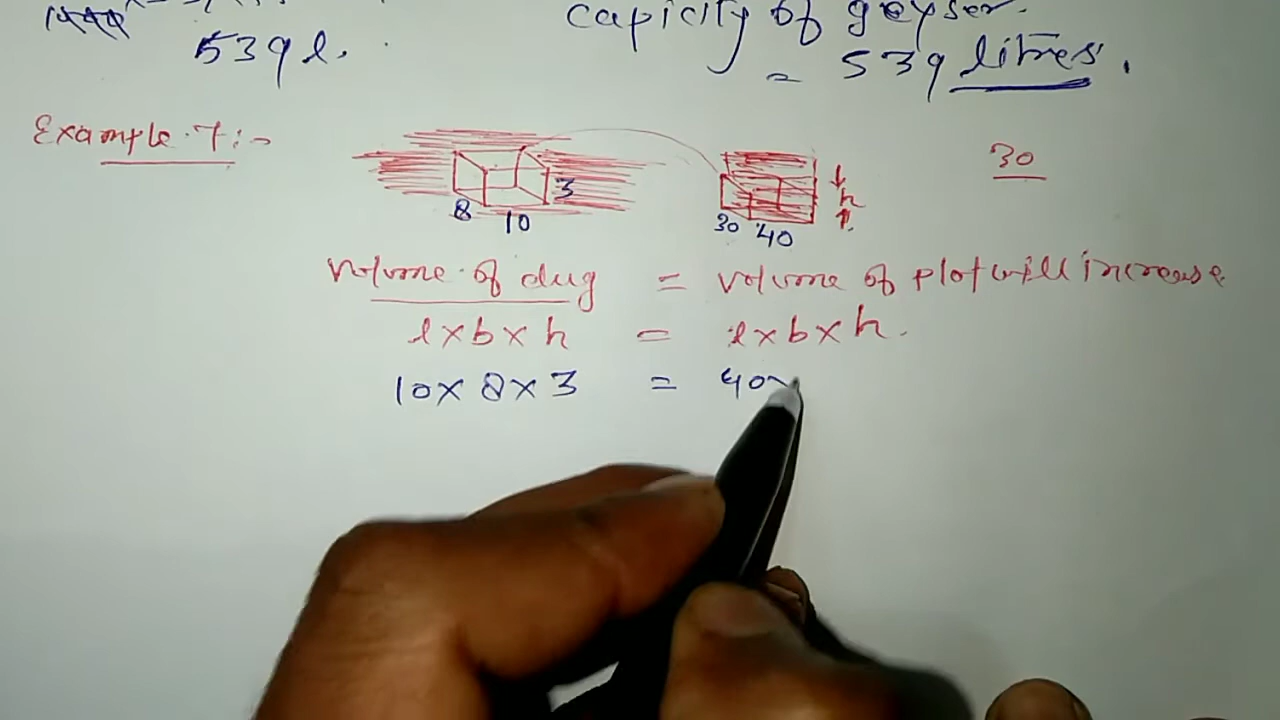 capicity of geyser.
539 l.
= 539 litres.
Example 7:-
30
3
h
8
10
30
40
Volume of dug = volume of plot will increase
l x b x h = l x b x h.
10 x 8 x 3 = 40x